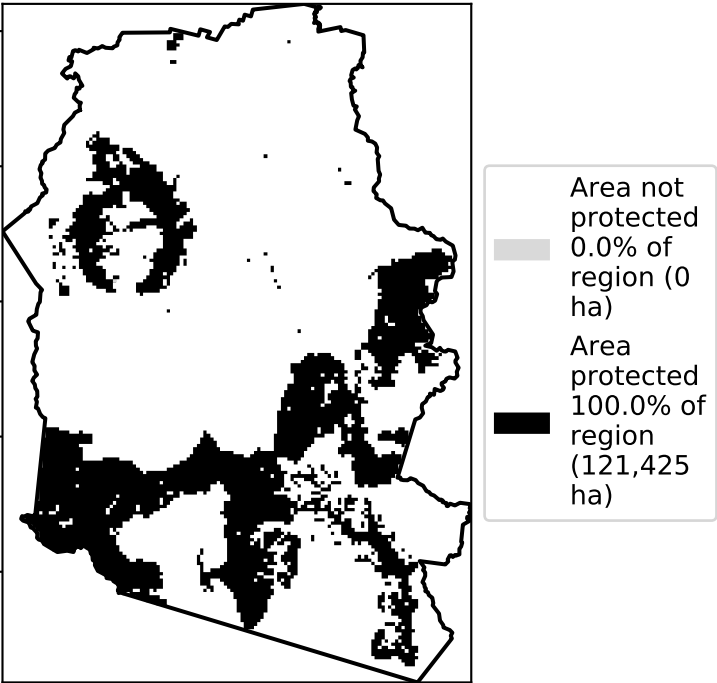 Area not
protected
0.0% of
region (0
ha)
Area
protected
100.0% of
region
(121,425
ha)